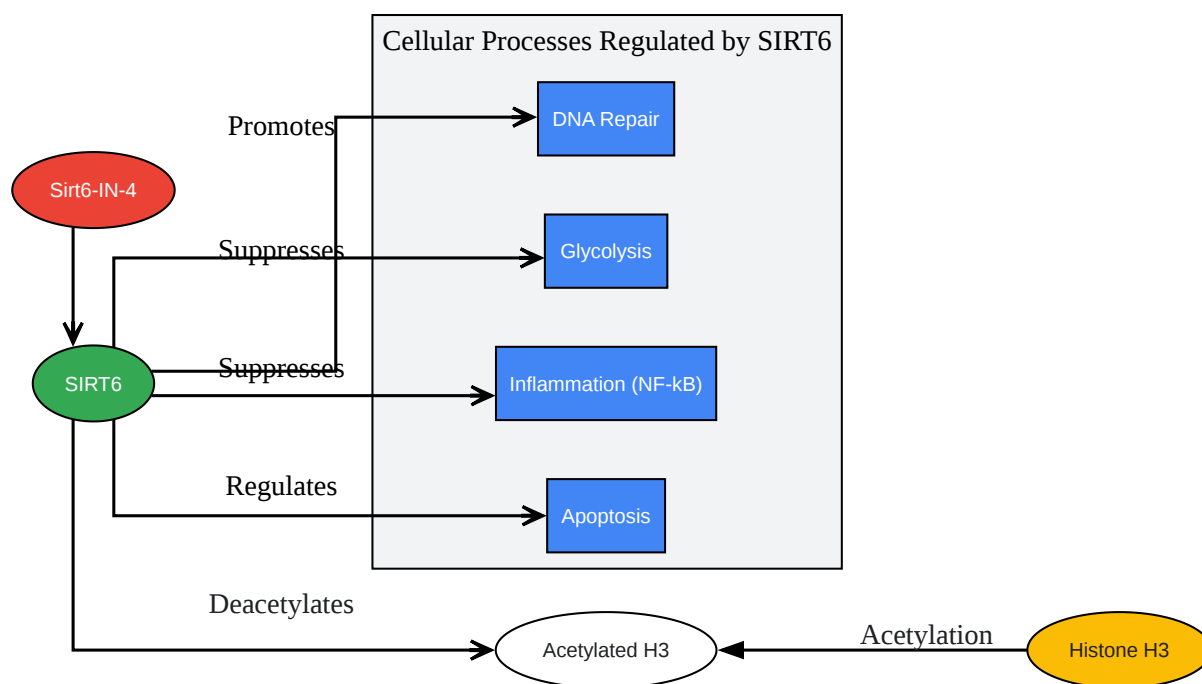 Cellular Processes Regulated by SIRT6
DNA Repair
Promotes
Sirt6-IN-4
Suppresses
Glycolysis
Suppresses
SIRT6
Inflammation (NF-kB)
Regulates
Apoptosis
Deacetylates
Acetylated H3
Acetylation
Histone H3